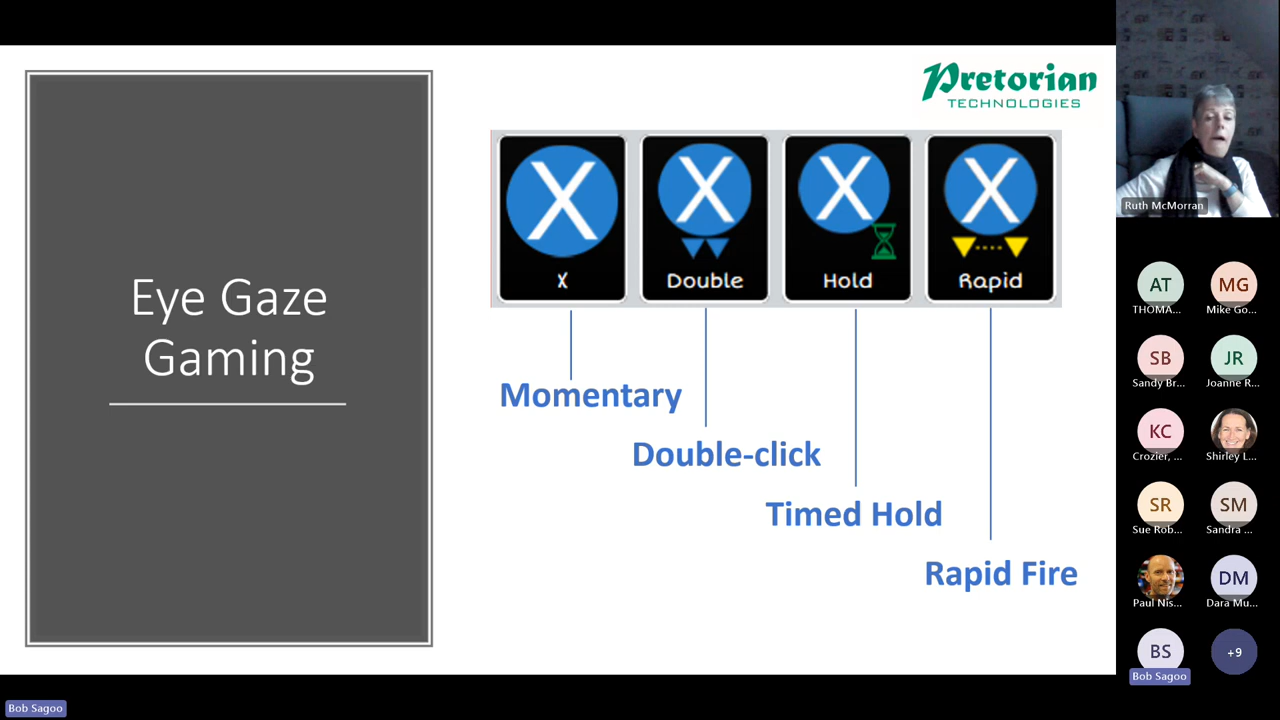 Eye Gaze
Gaming
Pretorian
TECHNOLOGIES
X
X
X
X
X
Double
Hold
Rapid
Momentary
Double-click
Timed Hold
Rapid Fire
Ruth McMorran
AT
MG
THOMA...
Mike Go...
SB
JR
Sandy Br...
Joanne R...
KC
Crozier, ...
Shirley L...
SR
SM
Sue Rob...
Sandra ...
DM
Paul Nis...
Dara Mu...
BS
+9
Bob Sagoo
Bob Sagoo